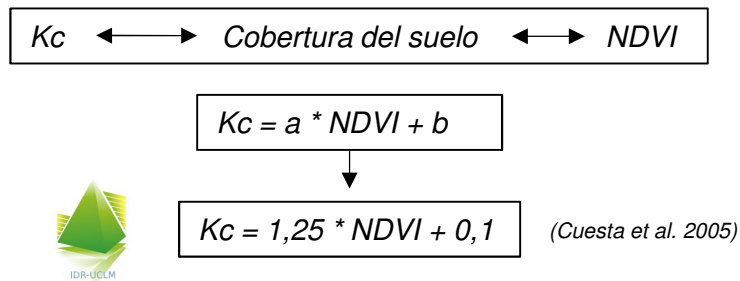 Kc Cobertura del suelo NDVI
Kc = a * NDVI + b
Kc = 1,25 * NDVI + 0,1 (Cuesta et al. 2005)
IDR-UCLM